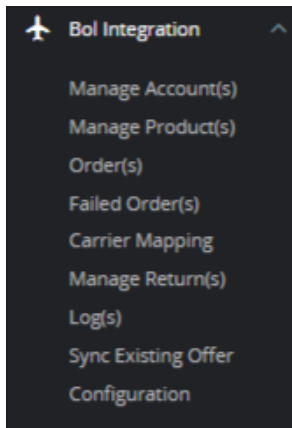 Bol Integration
Manage Account(s)
Manage Product(s)
Order(s)
Failed Order(s)
Carrier Mapping
Manage Return(s)
Log(s)
Sync Existing Offer
Configuration